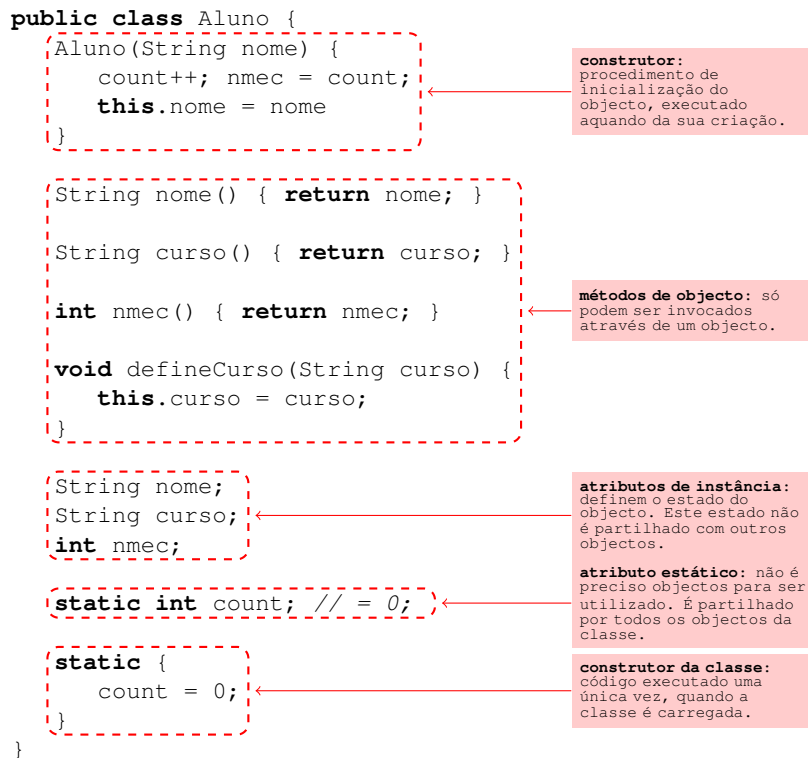 public class Aluno {
Aluno(String nome) {
count++; nmec = count;
this.nome = nome
}
construtor:
procedimento de
inicialização do
objecto, executado
aquando da sua criação.
String nome() { return nome; }
String curso() { return curso; }
int nmec() { return nmec; }
void defineCurso(String curso) {
this.curso = curso;
}
métodos de objecto: só
podem ser invocados
através de um objecto.
String nome;
String curso;
int nmec;
atributos de instância:
definem o estado do
objecto. Este estado não
é partilhado com outros
objectos.
static int count; // = 0;
atributo estático: não é
preciso objectos para ser
utilizado. É partilhado
por todos os objectos da
classe.
static {
count = 0;
}
construtor da classe:
código executado uma
única vez, quando a
classe é carregada.
}